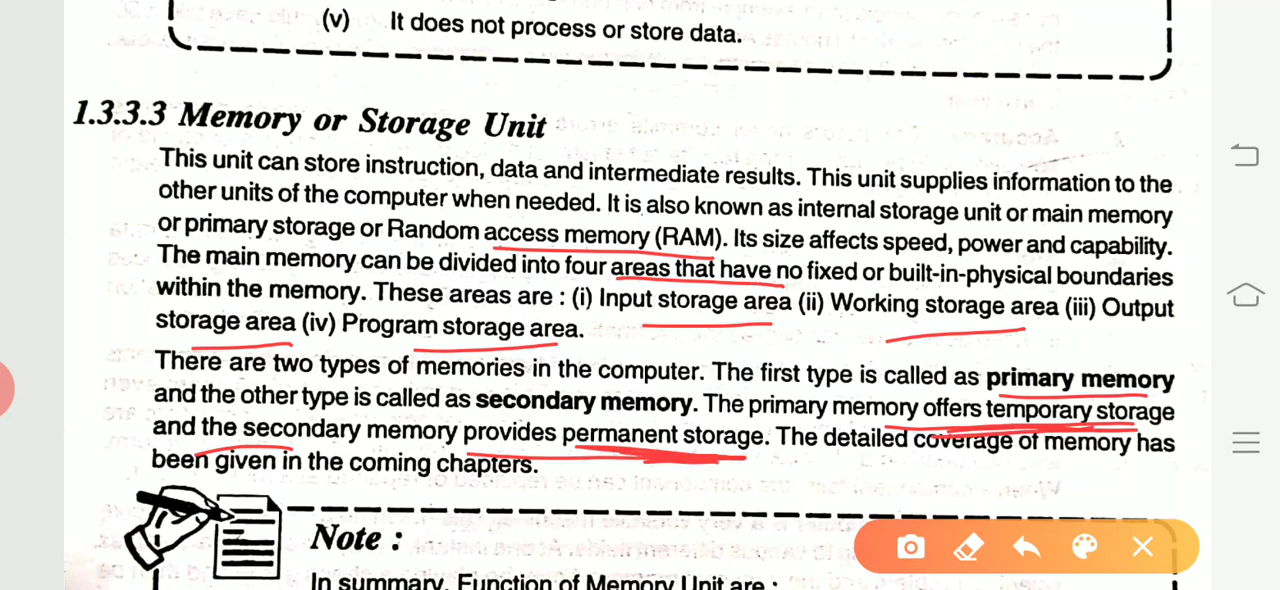 (v) It does not process or store data.
1.3.3.3 Memory or Storage Unit
This unit can store instruction, data and intermediate results. This unit supplies information to the
other units of the computer when needed. It is also known as internal storage unit or main memory
or primary storage or Random access memory (RAM). Its size affects speed, power and capability.
The main memory can be divided into four areas that have no fixed or built-in-physical boundaries
within the memory. These areas are : (i) Input storage area (ii) Working storage area (iii) Output
storage area (iv) Program storage area.
There are two types of memories in the computer. The first type is called as primary memory
and the other type is called as secondary memory. The primary memory offers temporary storage
and the secondary memory provides permanent storage. The detailed coverage of memory has
been given in the coming chapters.
Note :
In summary, Function of Memory Unit are :